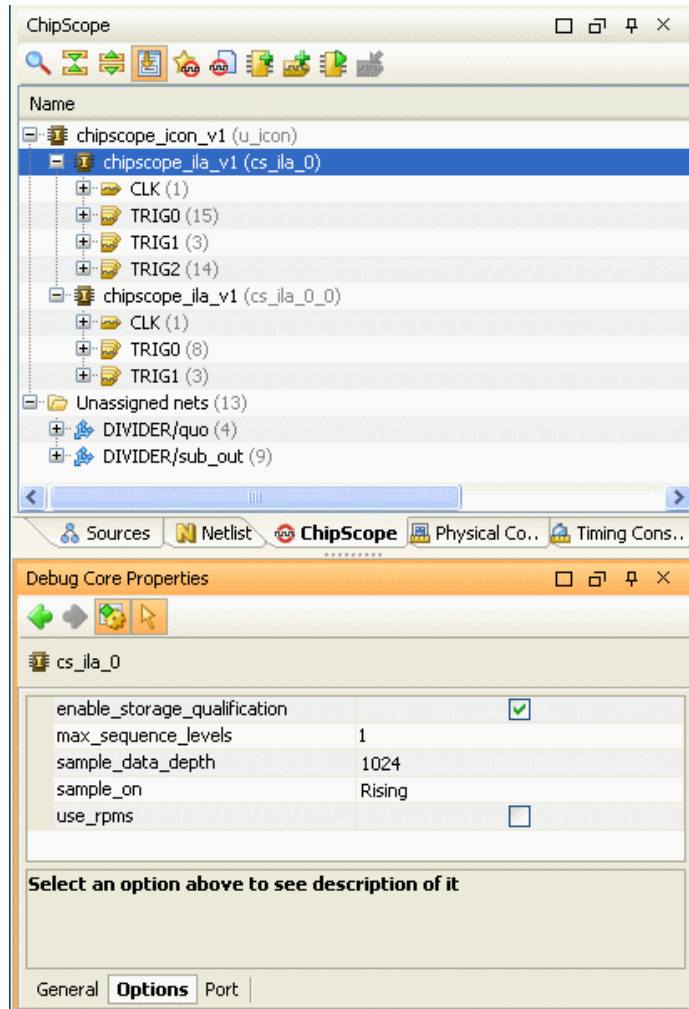 ChipScope
Name
chipscope_icon_v1 (u_icon)
chipscope_ila_v1 (cs_ila_0)
CLK (1)
TRIG0 (15)
TRIG1 (3)
TRIG2 (14)
chipscope_ila_v1 (cs_ila_0_0)
CLK (1)
TRIG0 (8)
TRIG1 (3)
Unassigned nets (13)
DIVIDER/quo (4)
DIVIDER/sub_out (9)
Sources Netlist ChipScope Physical Co.. Timing Cons..
Debug Core Properties
cs_ila_0
enable_storage_qualification
max_sequence_levels 1
sample_data_depth 1024
sample_on Rising
use_rpms
Select an option above to see description of it
General Options Port